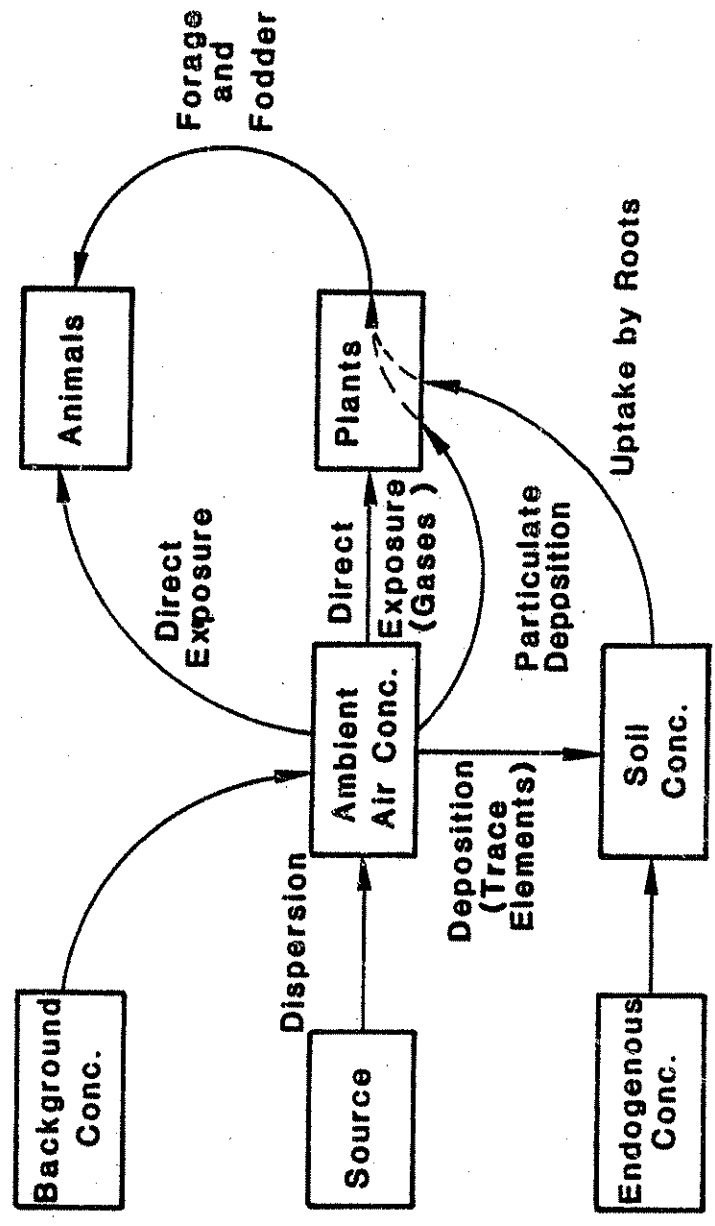 Background
Conc.
Source
Endogenous
Conc.
Dispersion
Ambient
Air Conc.
Deposition
(Trace
Elements)
Soil
Conc.
Direct
Exposure
Direct
Exposure
(Gases )
Particulate
Deposition
Uptake by Roots
Animals
Plants
Forage
and
Fodder